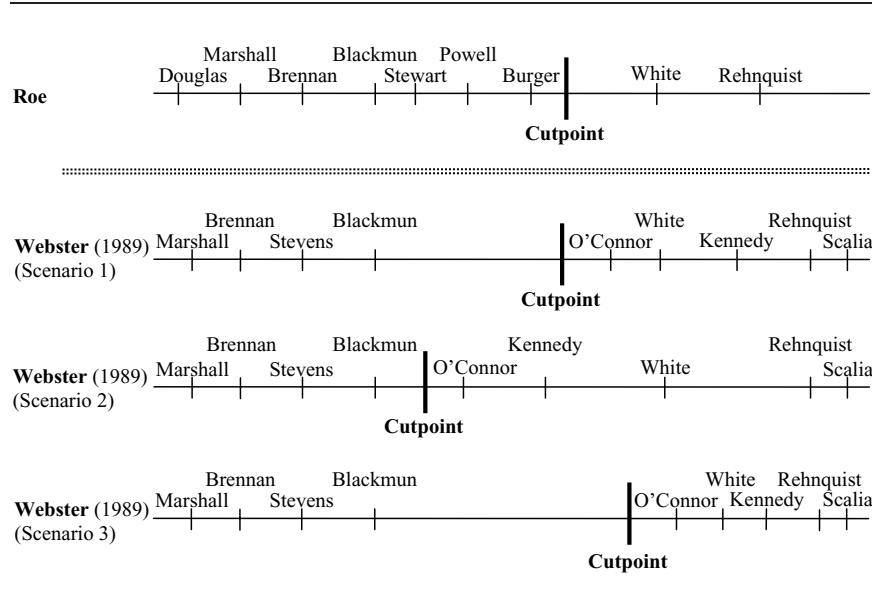 Marshall Blackmun Powell
Douglas Brennan Stewart Burger White Rehnquist
Roe
Cutpoint
Brennan Blackmun White Rehnquist
Webster (1989) Marshall Stevens O'Connor Kennedy Scalia
(Scenario 1)
Cutpoint
Brennan Blackmun Kennedy Rehnquist
Webster (1989) Marshall Stevens O'Connor White Scalia
(Scenario 2)
Cutpoint
Brennan Blackmun White Rehnquist
Webster (1989) Marshall Stevens O'Connor Kennedy Scalia
(Scenario 3)
Cutpoint